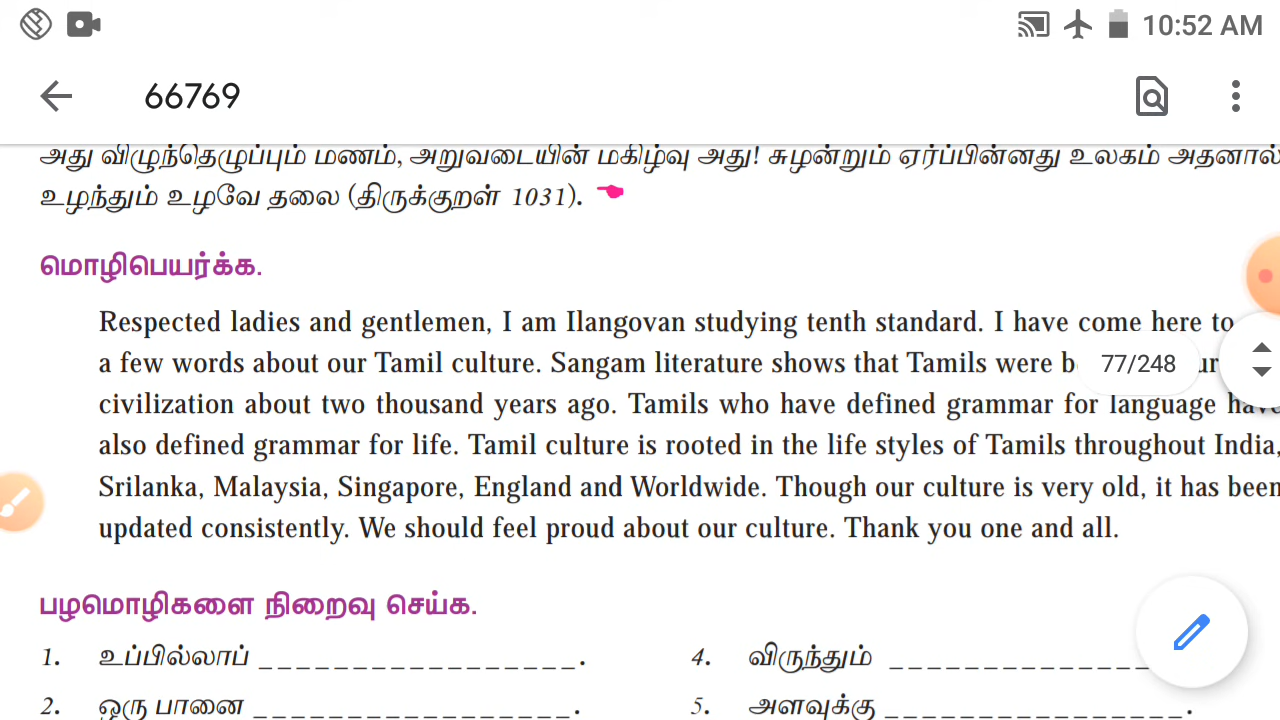 10:52 AM
66769
அது விழுந்தெழுப்பும் மணம், அறுவடையின் மகிழ்வு அது! சுழன்றும் ஏர்ப்பின்னது உலகம் அதனால்
உழந்தும் உழவே தலை (திருக்குறள் 1031).
மொழிபெயர்க்க.
Respected ladies and gentlemen, I am Ilangovan studying tenth standard. I have come here to
a few words about our Tamil culture. Sangam literature shows that Tamils were
77/248
civilization about two thousand years ago. Tamils who have defined grammar for language have
also defined grammar for life. Tamil culture is rooted in the life styles of Tamils throughout India,
Srilanka, Malaysia, Singapore, England and Worldwide. Though our culture is very old, it has been
updated consistently. We should feel proud about our culture. Thank you one and all.
பழமொழிகளை நிறைவு செய்க.
1. உப்பில்லாப் _ _ _ _ _ _ _ _ _ _ _ _ _ _ _ _ _ .
4. விருந்தும் _ _ _ _ _ _ _ _ _ _ _ _ _ _
2. ஒரு பானை _ _ _ _ _ _ _ _ _ _ _ _ _ _ _ _ _ .
5. அளவுக்கு _ _ _ _ _ _ _ _ _ _ _ _ _ _ _ _ .